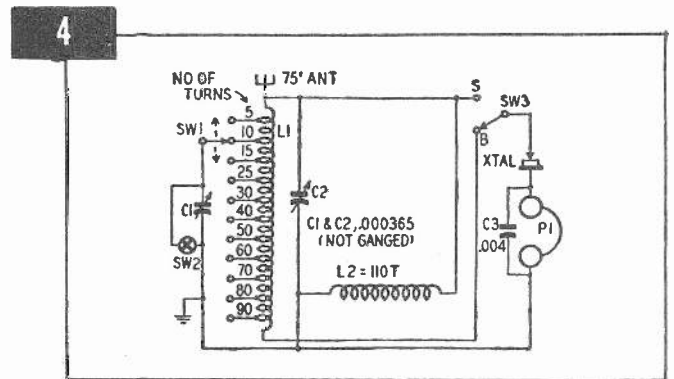 4
75' ANT
NO OF
TURNS
S
SW3
5
L1
SW1
10
B
15
XTAL
25
C2
30
C1
40
C1 & C2, .000365
(NOT GANGED)
C3
.004
P1
50
SW2
60
L2 = 110T
70
80
90